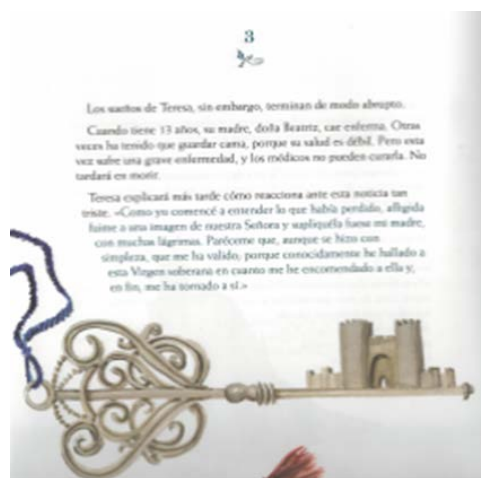 3
Los sueños de Teresa, sin embargo, terminan de modo abrupto.
Cuando tiene 13 años, su madre, doña Beatriz, cae enferma. Otras
veces ha tenido que guardar cama, porque su salud es débil. Pero esta
vez sufre una grave enfermedad, y los médicos no pueden curarla. No
tardará en morir.
Teresa explicará más tarde cómo reacciona ante esta noticia tan
triste. «Como yo comencé a entender lo que había perdido, afligida
fuime a una imagen de nuestra Señora y supliquéla fuese mi madre,
con muchas lágrimas. Paréceme que, aunque se hizo con
simpleza, que me ha valido; porque conocidamente he hallado a
esta Virgen soberana en cuanto me he encomendado a ella y,
en fin, me ha tornado a sí.»